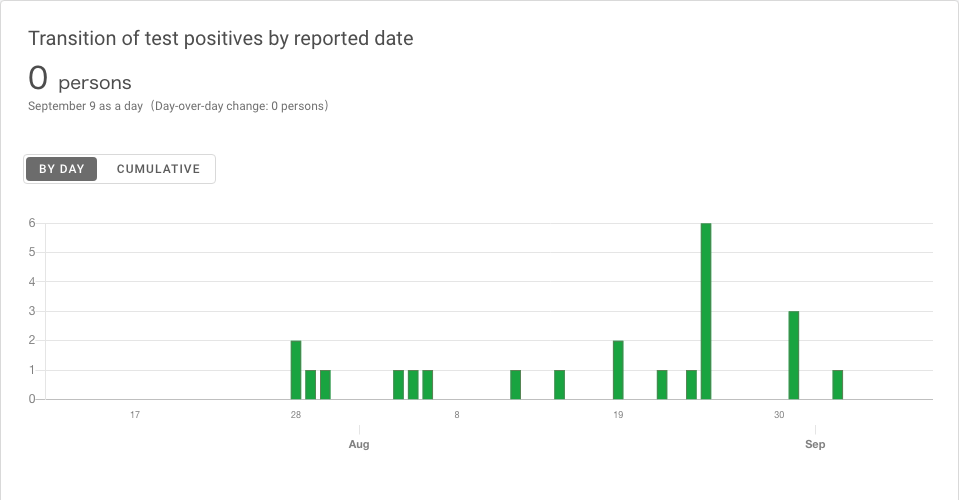 Transition of test positives by reported date
0 persons
September 9 as a day (Day-over-day change: 0 persons)
BY DAY CUMULATIVE
6
5
4
3
2
1
0
17 28 8 19 30
Aug Sep